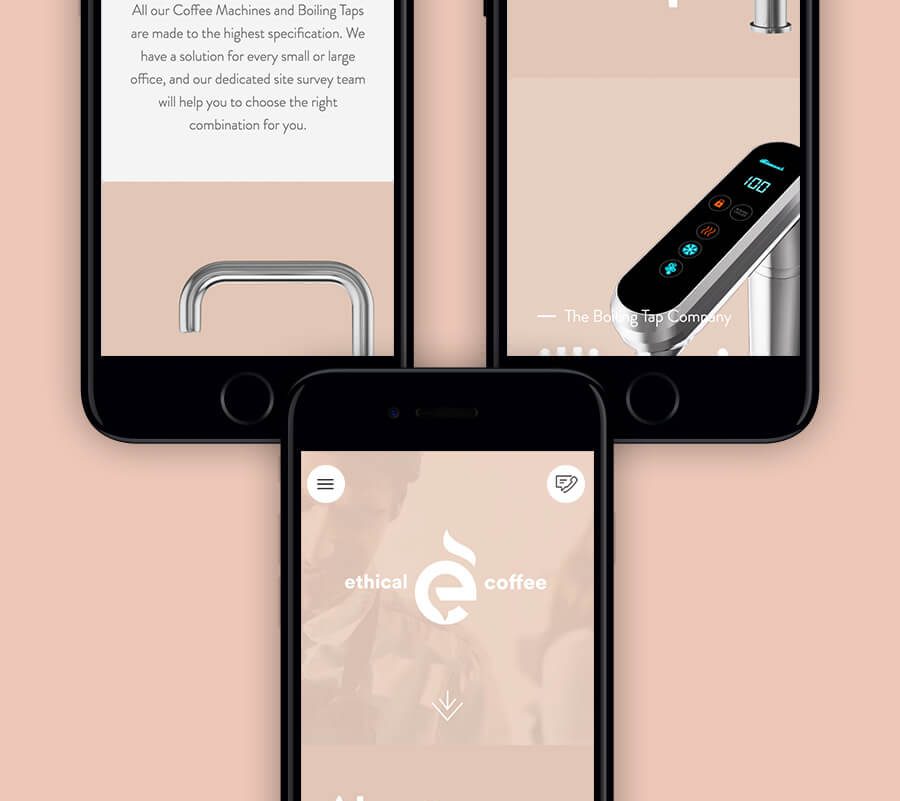 All our Coffee Machines and Boiling Taps
are made to the highest specification. We
have a solution for every small or large
office, and our dedicated site survey team
will help you to choose the right
combination for you.
100
The Boiling Tap Company
ethical e coffee